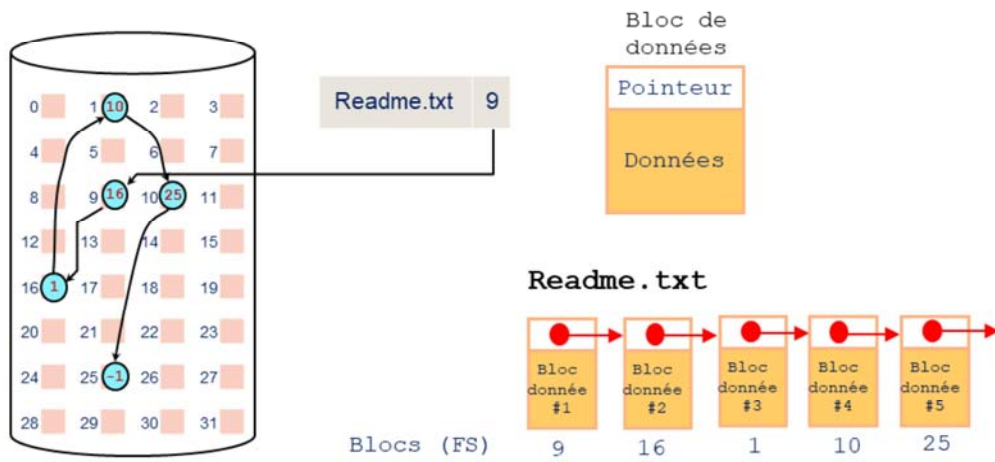 Bloc de
données
Pointeur
Données
Readme.txt 9
0 1 10 2 3
4 5 6 7
8 9 16 10 25 11
12 13 14 15
16 1 17 18 19
20 21 22 23
24 25 -1 26 27
28 29 30 31
Readme.txt
Bloc donnée #1
Bloc donnée #2
Bloc donnée #3
Bloc donnée #4
Bloc donnée #5
Blocs (FS) 9 16 1 10 25